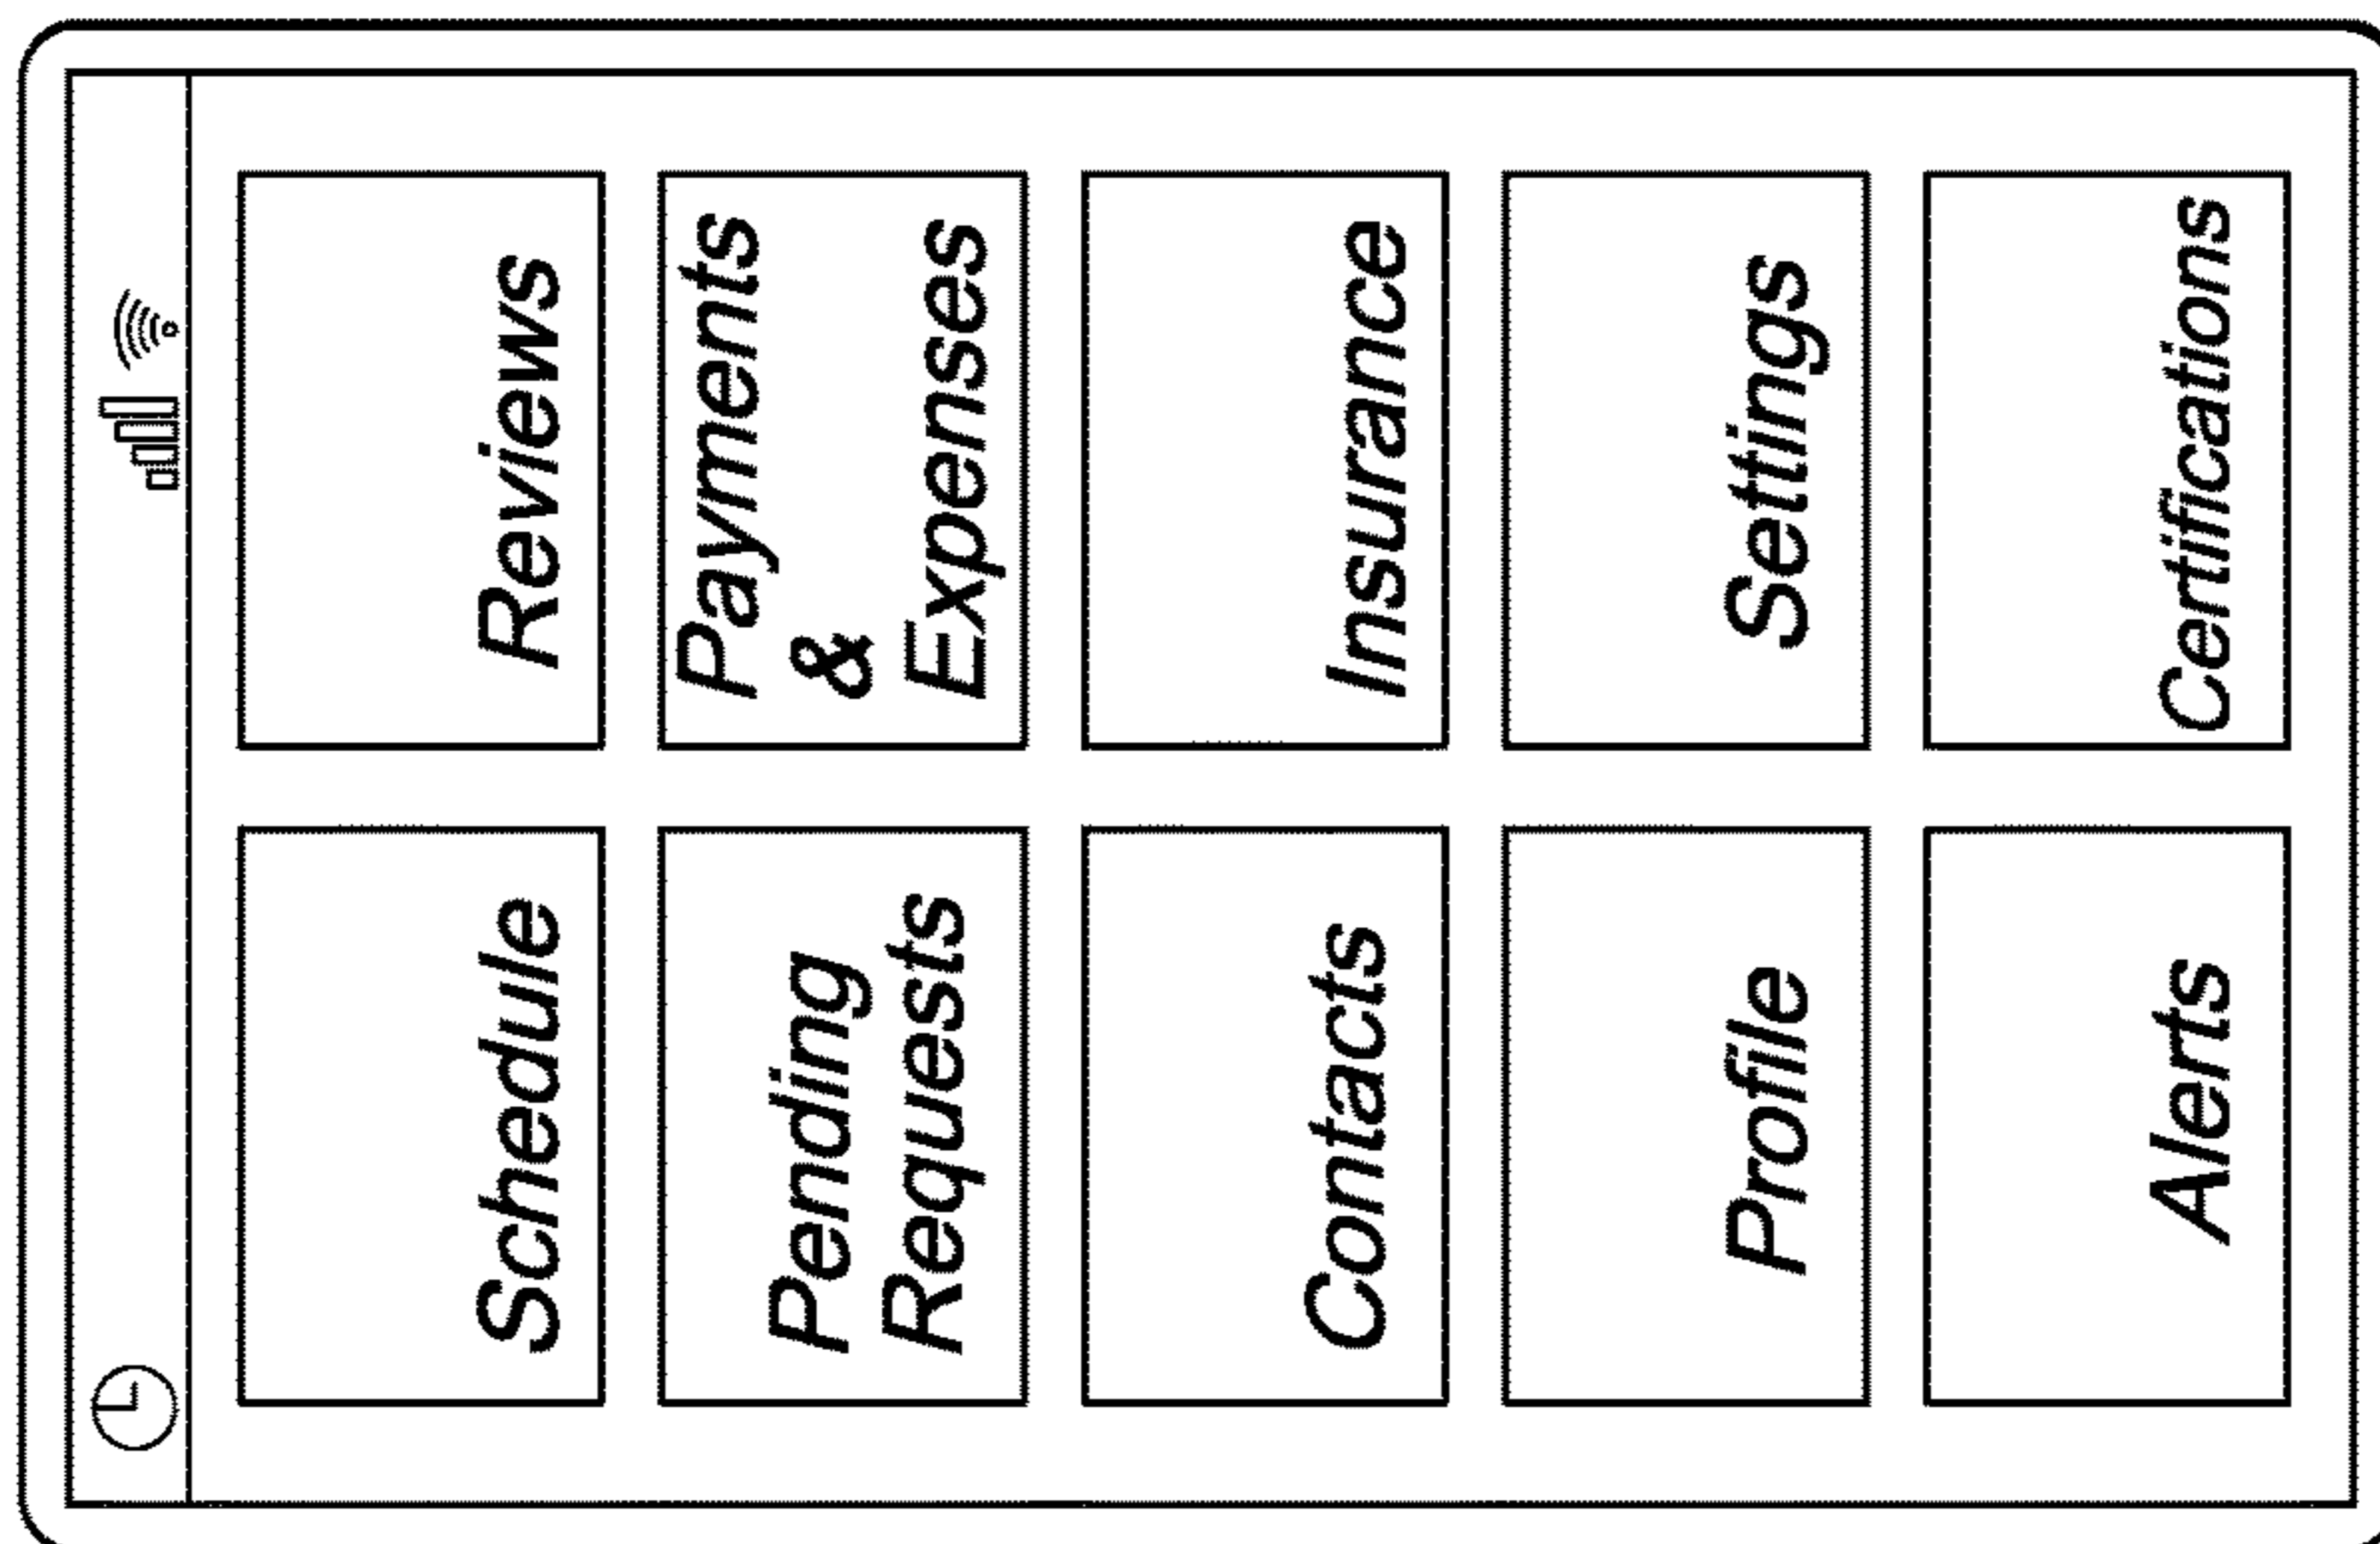 Schedule
Reviews
Pending
Requests
Payments
&
Expenses
Contacts
Insurance
Profile
Settings
Alerts
Certifications